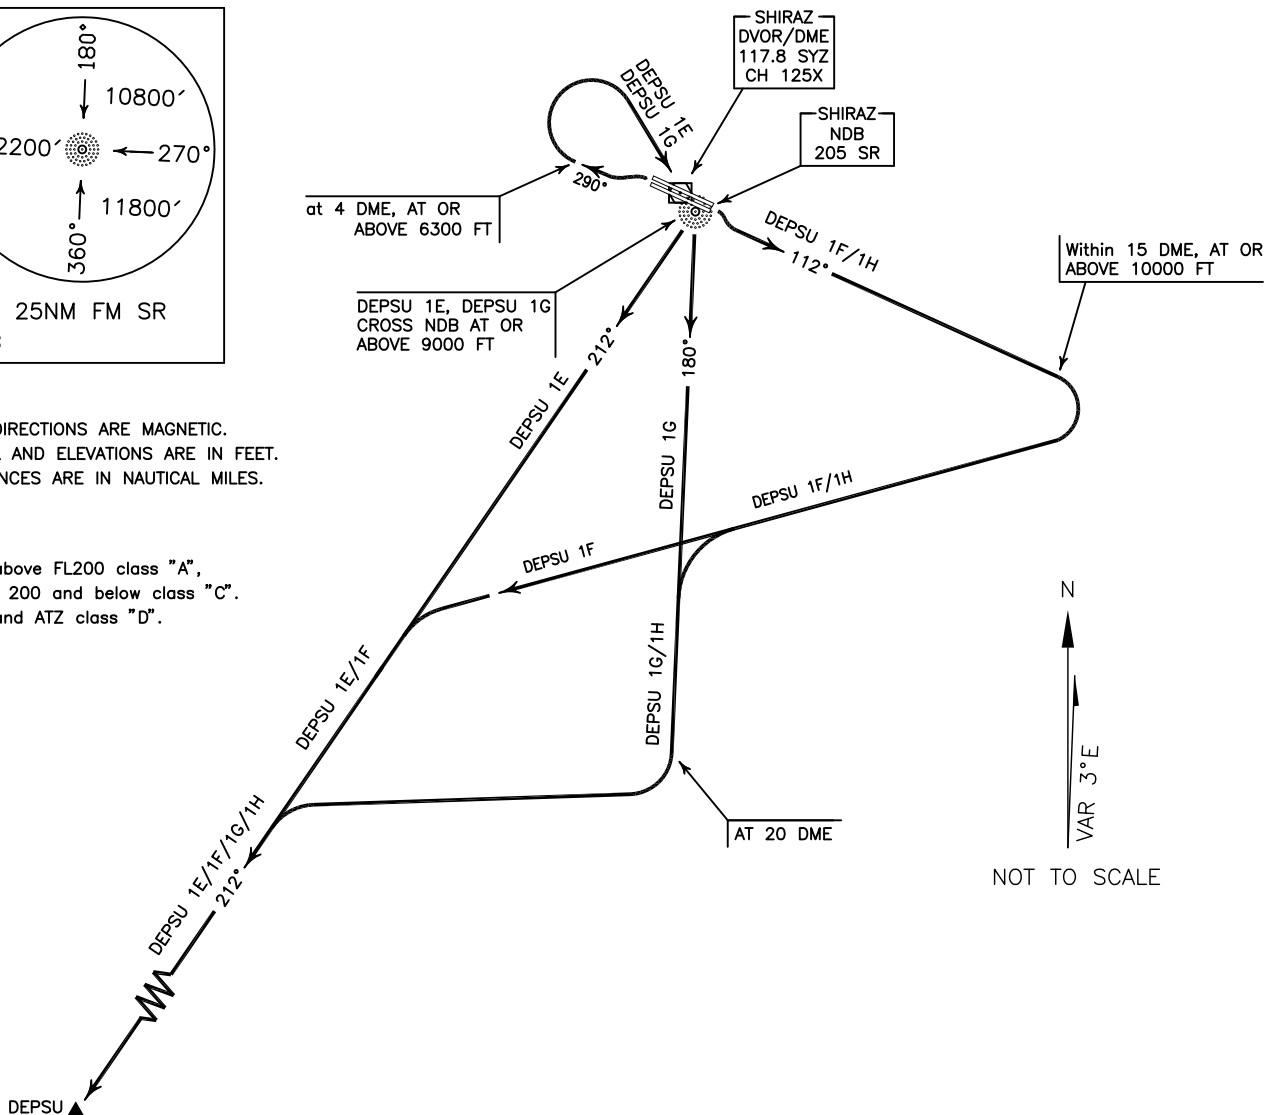 180°
10800´
2200´
270°
11800´
360°
25NM FM SR
DIRECTIONS ARE MAGNETIC.
AND ELEVATIONS ARE IN FEET.
NCES ARE IN NAUTICAL MILES.
above FL200 class "A",
200 and below class "C".
and ATZ class "D".
SHIRAZ
DVOR/DME
117.8 SYZ
CH 125X
SHIRAZ
NDB
205 SR
DEPSU 1E
DEPSU 1G
290°
at 4 DME, AT OR
ABOVE 6300 FT
DEPSU 1E, DEPSU 1G
CROSS NDB AT OR
ABOVE 9000 FT
DEPSU 1F/1H
112°
Within 15 DME, AT OR
ABOVE 10000 FT
212°
180°
DEPSU 1E
DEPSU 1G
DEPSU 1F/1H
DEPSU 1F
DEPSU 1E/1F
DEPSU 1G/1H
AT 20 DME
DEPSU 1E/1F/1G/1H
212°
DEPSU
N
VAR 3°E
NOT TO SCALE